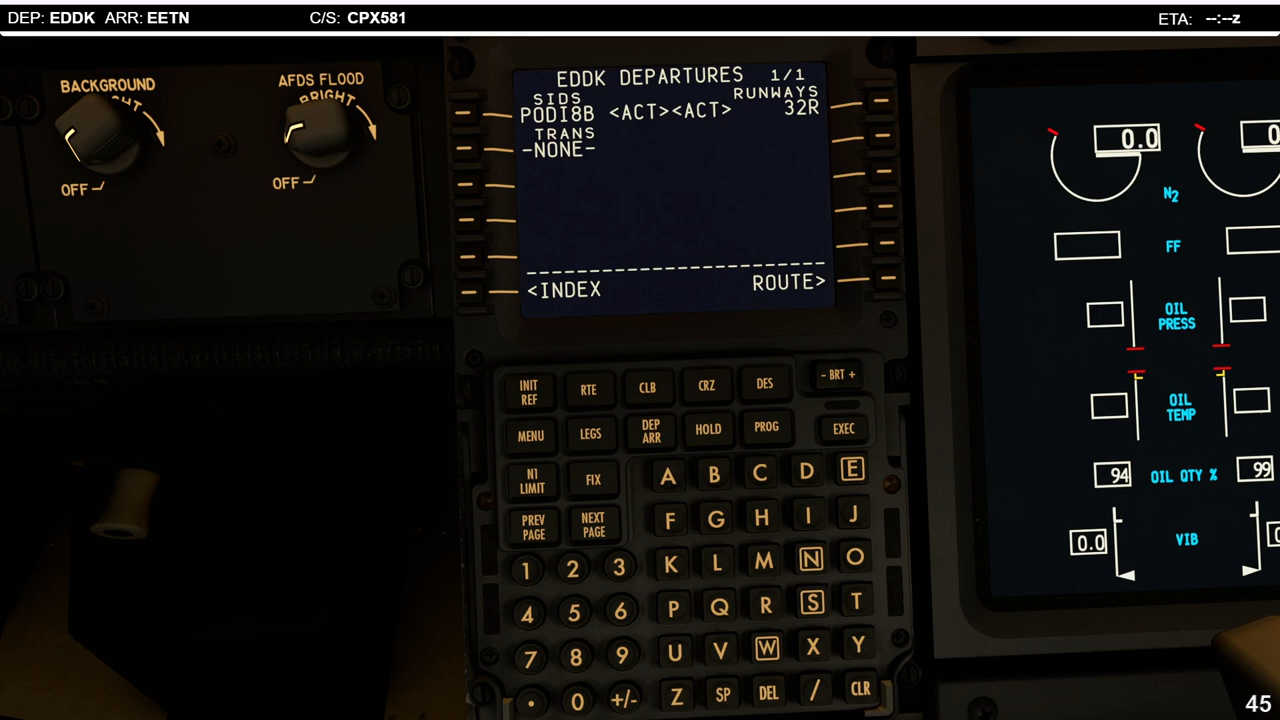 DEP: EDDK ARR: EETN C/S: CPX581 ETA: --:--z
BACKGROUND
GHT
OFF
AFDS FLOOD
BRIGHT
OFF
EDDK DEPARTURES 1/1
SIDS RUNWAYS
PODI8B <ACT><ACT> 32R
TRANS
-NONE-
<INDEX ROUTE>
INIT REF RTE CLB CRZ DES - BRT +
MENU LEGS DEP ARR HOLD PROG EXEC
N1 LIMIT FIX A B C D E
PREV PAGE NEXT PAGE F G H I J
1 2 3 K L M N O
4 5 6 P Q R S T
7 8 9 U V W X Y
. 0 +/- Z SP DEL / CLR
0.0 0
N2
FF
OIL
PRESS
OIL
TEMP
94 OIL QTY % 99
0.0 VIB
45